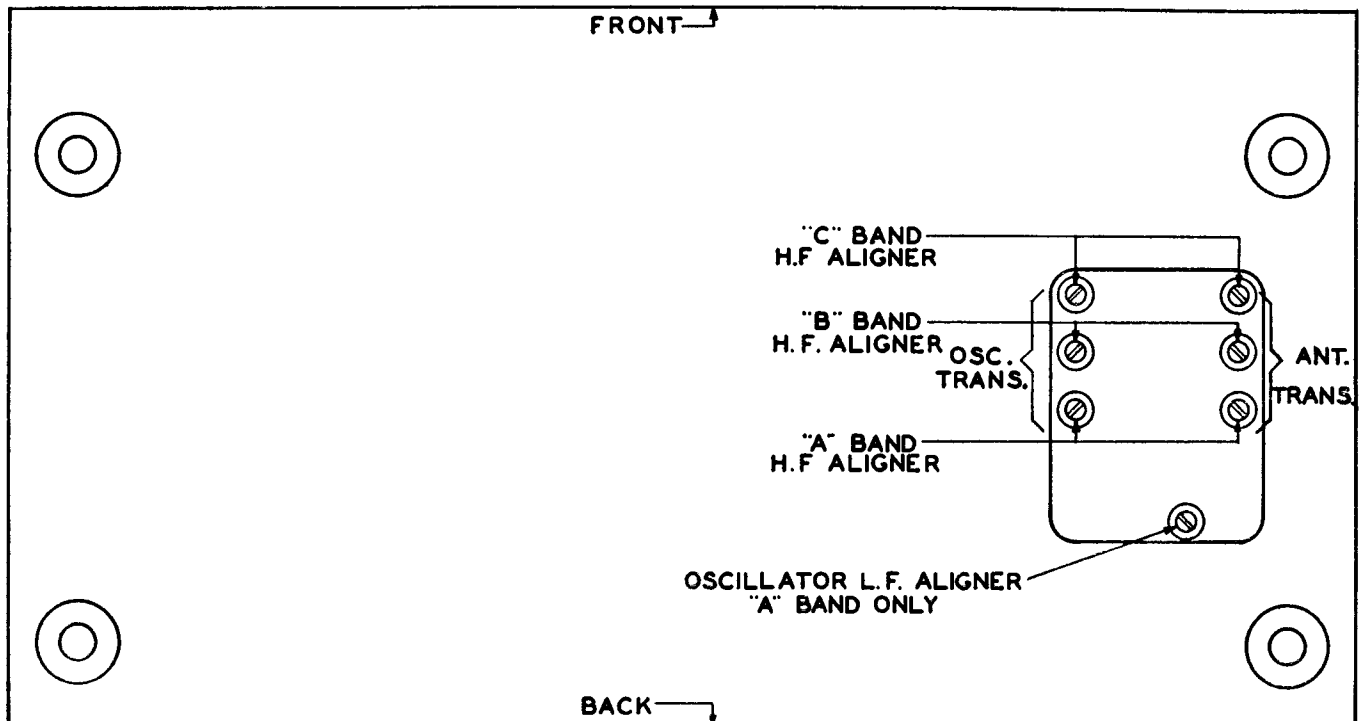 FRONT
"C" BAND
H.F ALIGNER
"B" BAND
H.F. ALIGNER
OSC.
TRANS.
ANT.
TRANS.
"A" BAND
H.F ALIGNER
OSCILLATOR L.F. ALIGNER
"A" BAND ONLY
BACK